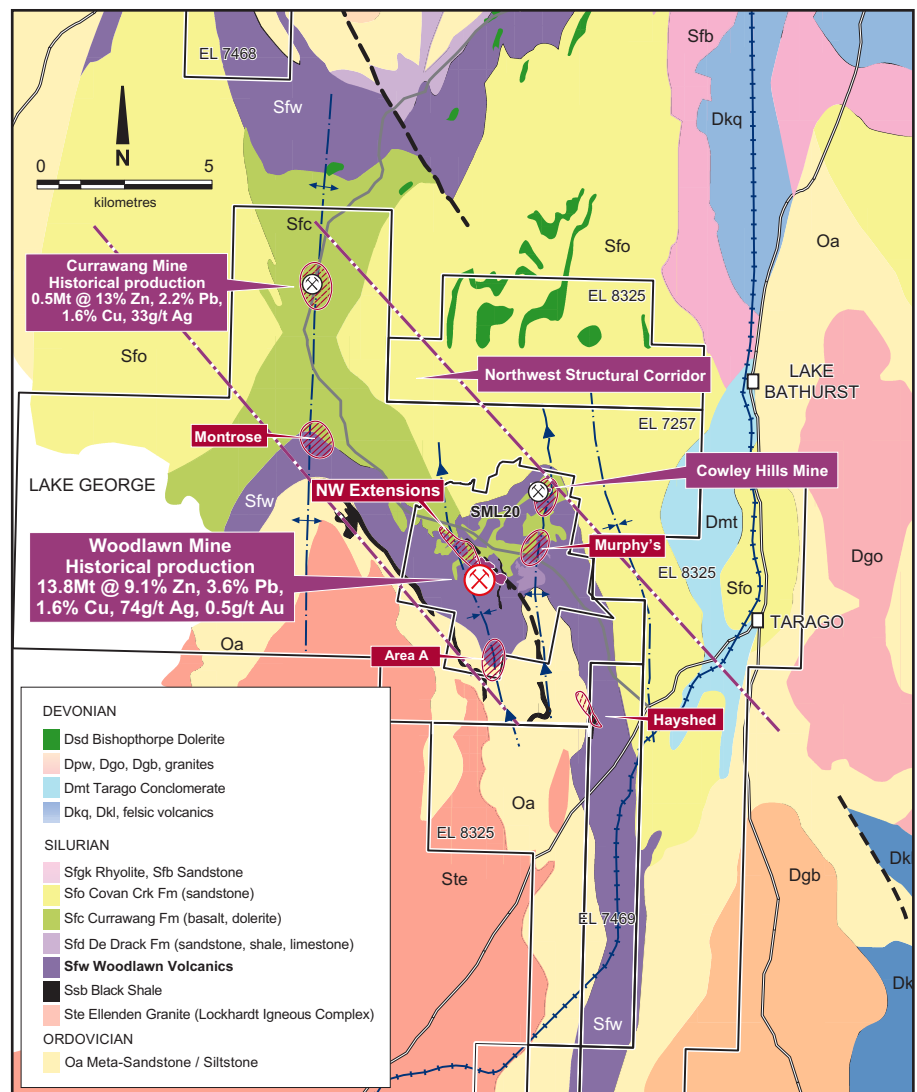 EL 7468
Sfb
Dkq
Sfw
0
5
N
kilometres
Sfc
Oa
Sfo
Currawang Mine
Historical production
0.5Mt @ 13% Zn, 2.2% Pb,
1.6% Cu, 33g/t Ag
EL 8325
Sfo
Northwest Structural Corridor
LAKE
BATHURST
EL 7257
Montrose
LAKE GEORGE
Sfw
NW Extensions
Cowley Hills Mine
SML20
Dmt
Woodlawn Mine
Historical production
13.8Mt @ 9.1% Zn, 3.6% Pb,
1.6% Cu, 74g/t Ag, 0.5g/t Au
Murphy's
Dgo
EL 8325
Sfo
TARAGO
Oa
Area A
Hayshed
DEVONIAN
Dsd Bishopthorpe Dolerite
Dpw, Dgo, Dgb, granites
Dmt Tarago Conclomerate
Dkq, Dkl, felsic volcanics
SILURIAN
Sfgk Rhyolite, Sfb Sandstone
Sfo Covan Crk Fm (sandstone)
Sfc Currawang Fm (basalt, dolerite)
Sfd De Drack Fm (sandstone, shale, limestone)
Sfw Woodlawn Volcanics
Ssb Black Shale
Ste Ellenden Granite (Lockhardt Igneous Complex)
ORDOVICIAN
Oa Meta-Sandstone / Siltstone
Oa
EL 8325
Ste
Dgb
Dkl
EL 7469
Dk
Sfw